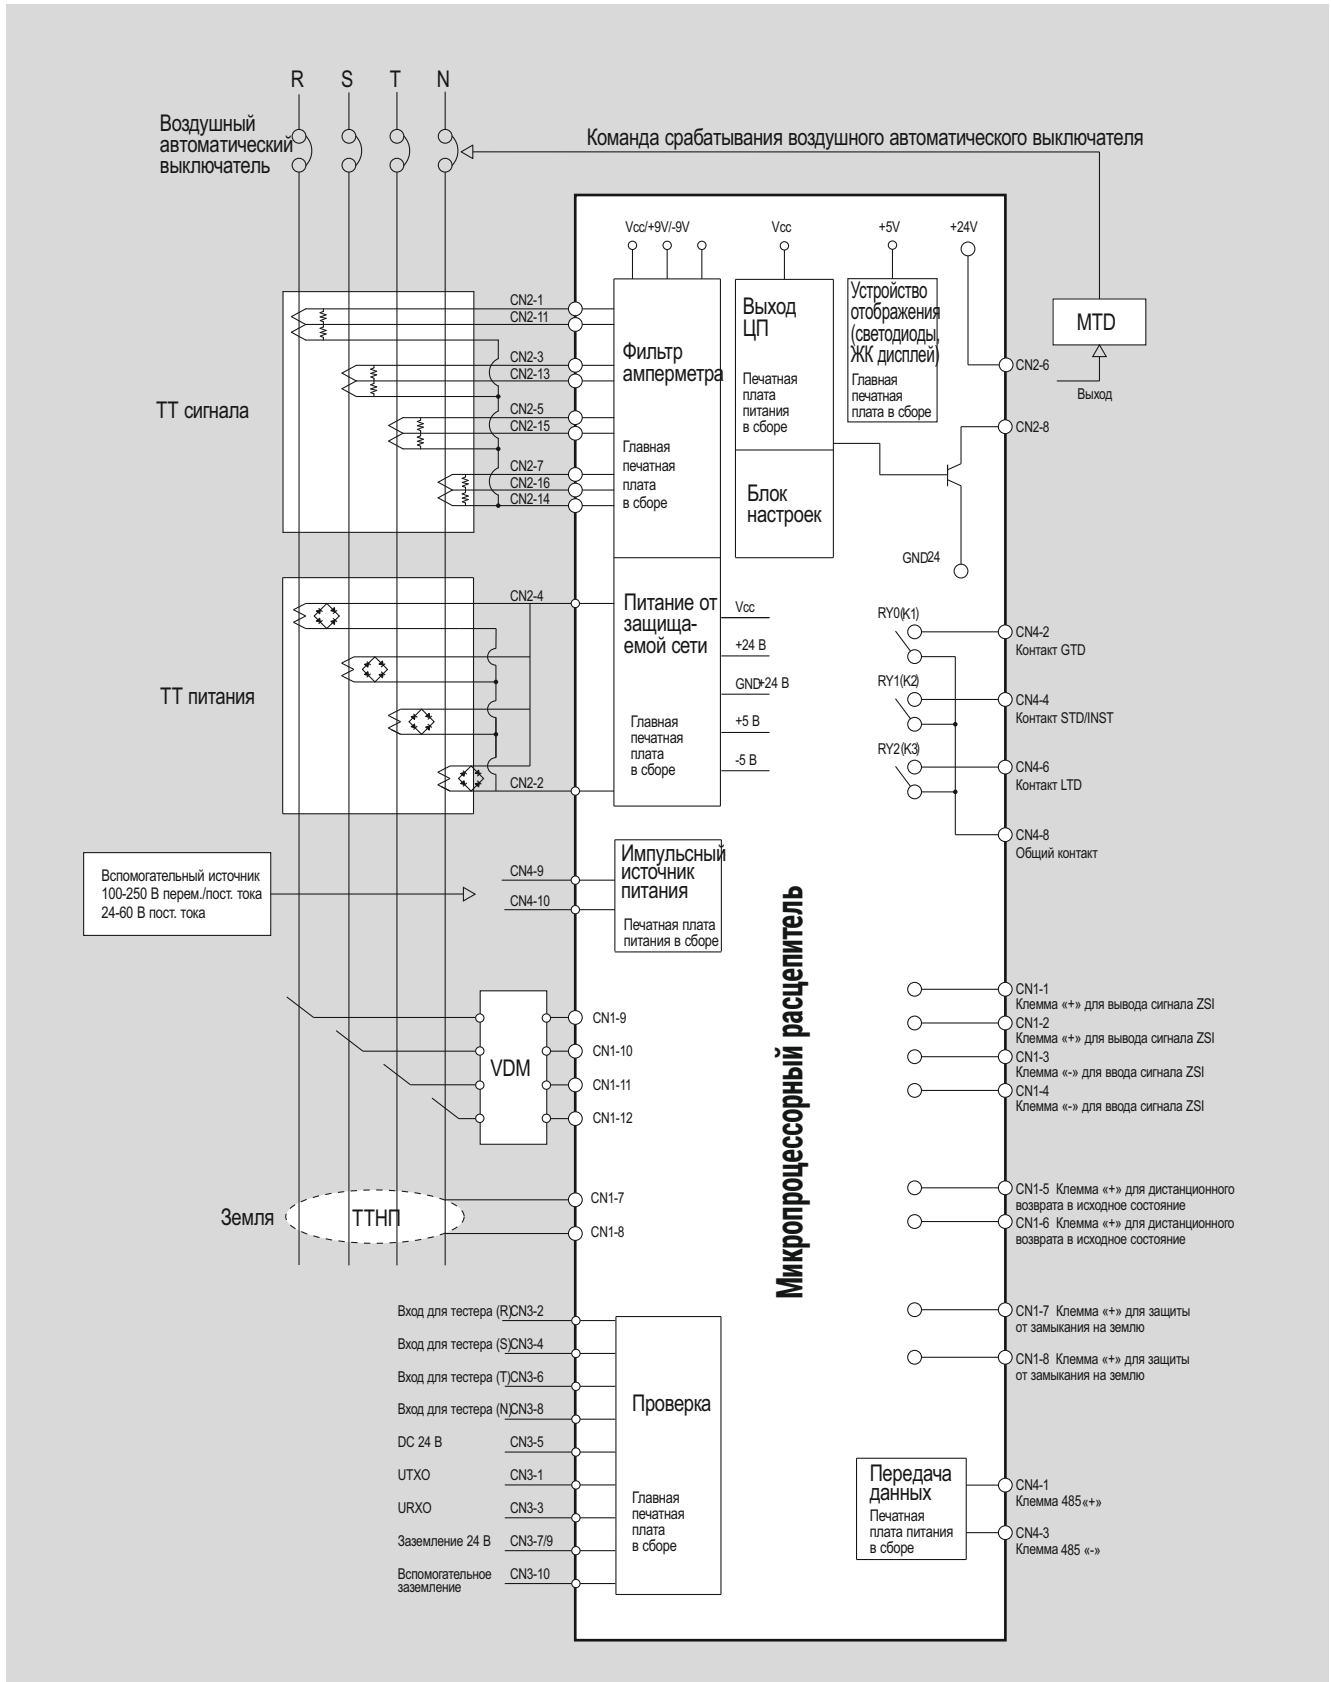 R S T N
Воздушный
автоматический
выключатель
Команда срабатывания воздушного автоматического выключателя
Vcc/+9V/-9V
Vcc
+5V
+24V
CN2-1
CN2-11
CN2-3
CN2-13
CN2-5
CN2-15
CN2-7
CN2-16
CN2-14
ТТ сигнала
Фильтр
амперметра
Главная
печатная
плата
в сборе
Выход
ЦП
Печатная
плата
питания
в сборе
Блок
настроек
Устройство
отображения
(светодиоды,
ЖК дисплей)
Главная
печатная
плата в сборе
MTD
Выход
CN2-6
CN2-8
GND24
ТТ питания
CN2-4
CN2-2
Питание от
защища-
емой сети
Главная
печатная
плата
в сборе
Vcc
+24 В
GND+24 В
+5 В
-5 В
RY0(K1)
RY1(K2)
RY2(K3)
CN4-2
Контакт GTD
CN4-4
Контакт STD/INST
CN4-6
Контакт LTD
CN4-8
Общий контакт
Вспомогательный источник
100-250 В перем./пост. тока
24-60 В пост. тока
CN4-9
CN4-10
Импульсный
источник
питания
Печатная плата
питания в сборе
Микропроцессорный расцепитель
VDM
CN1-9
CN1-10
CN1-11
CN1-12
CN1-1
Клемма «+» для вывода сигнала ZSI
CN1-2
Клемма «+» для вывода сигнала ZSI
CN1-3
Клемма «-» для ввода сигнала ZSI
CN1-4
Клемма «-» для ввода сигнала ZSI
Земля
ТТНП
CN1-7
CN1-8
CN1-5 Клемма «+» для дистанционного
возврата в исходное состояние
CN1-6 Клемма «+» для дистанционного
возврата в исходное состояние
CN1-7 Клемма «+» для защиты
от замыкания на землю
CN1-8 Клемма «+» для защиты
от замыкания на землю
Вход для тестера (R)CN3-2
Вход для тестера (S)CN3-4
Вход для тестера (T)CN3-6
Вход для тестера (N)CN3-8
DC 24 В CN3-5
UTXO CN3-1
URXO CN3-3
Заземление 24 В CN3-7/9
Вспомогательное CN3-10
заземление
Проверка
Главная
печатная
плата
в сборе
Передача
данных
Печатная
плата питания
в сборе
CN4-1
Клемма 485«+»
CN4-3
Клемма 485 «-»